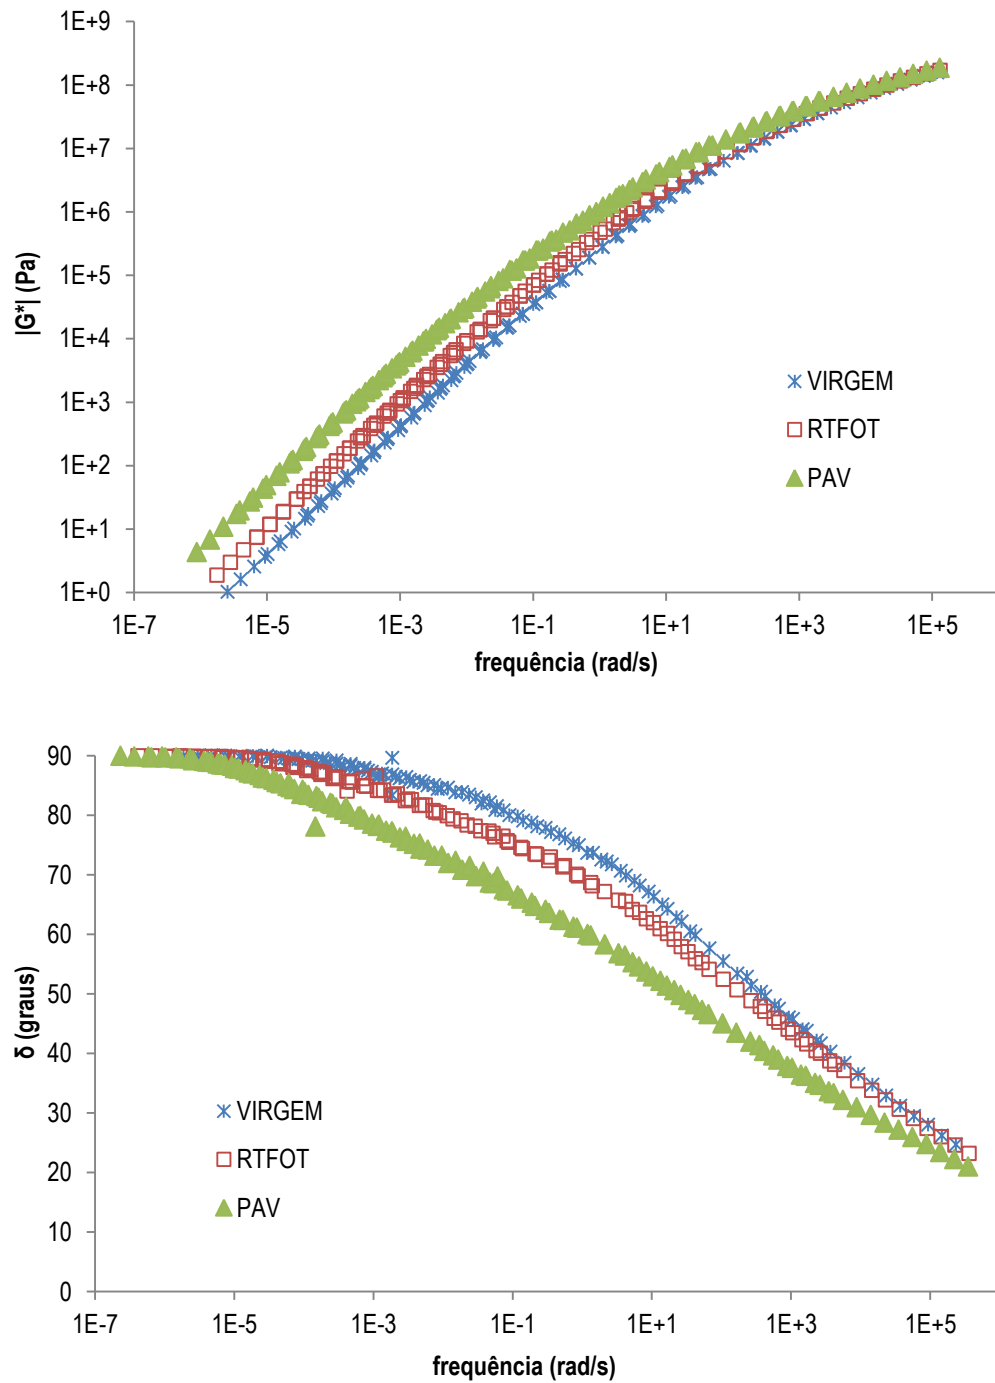 1E+9
1E+8
1E+7
1E+6
1E+5
1E+4
1E+3
1E+2
1E+1
1E+0
|G*| (Pa)
VIRGEM
RTFOT
PAV
1E-7 1E-5 1E-3 1E-1 1E+1 1E+3 1E+5
frequência (rad/s)
90
80
70
60
50
40
30
20
10
0
δ (graus)
VIRGEM
RTFOT
PAV
1E-7 1E-5 1E-3 1E-1 1E+1 1E+3 1E+5
frequência (rad/s)